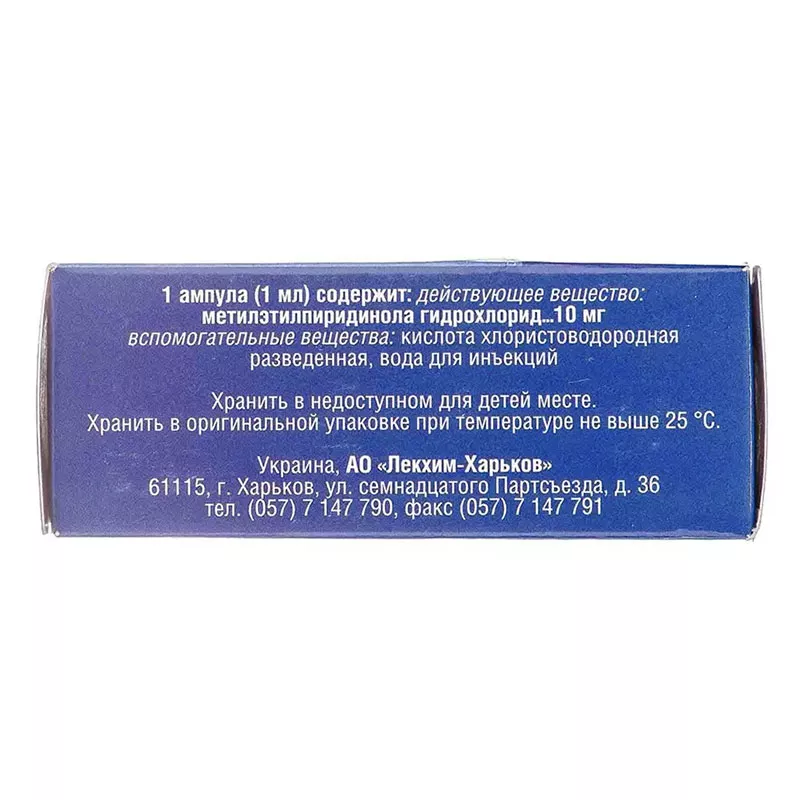 1 ампула (1 мл) содержит: действующее вещество:
метилэтилпиридинола гидрохлорид...10 мг
вспомогательные вещества: кислота хлористоводородная
разведенная, вода для инъекций
Хранить в недоступном для детей месте.
Хранить в оригинальной упаковке при температуре не выше 25 °С.
Украина, АО «Лекхим-Харьков»
61115, г. Харьков, ул. семнадцатого Партсъезда, д. 36
тел. (057) 7 147 790, факс (057) 7 147 791